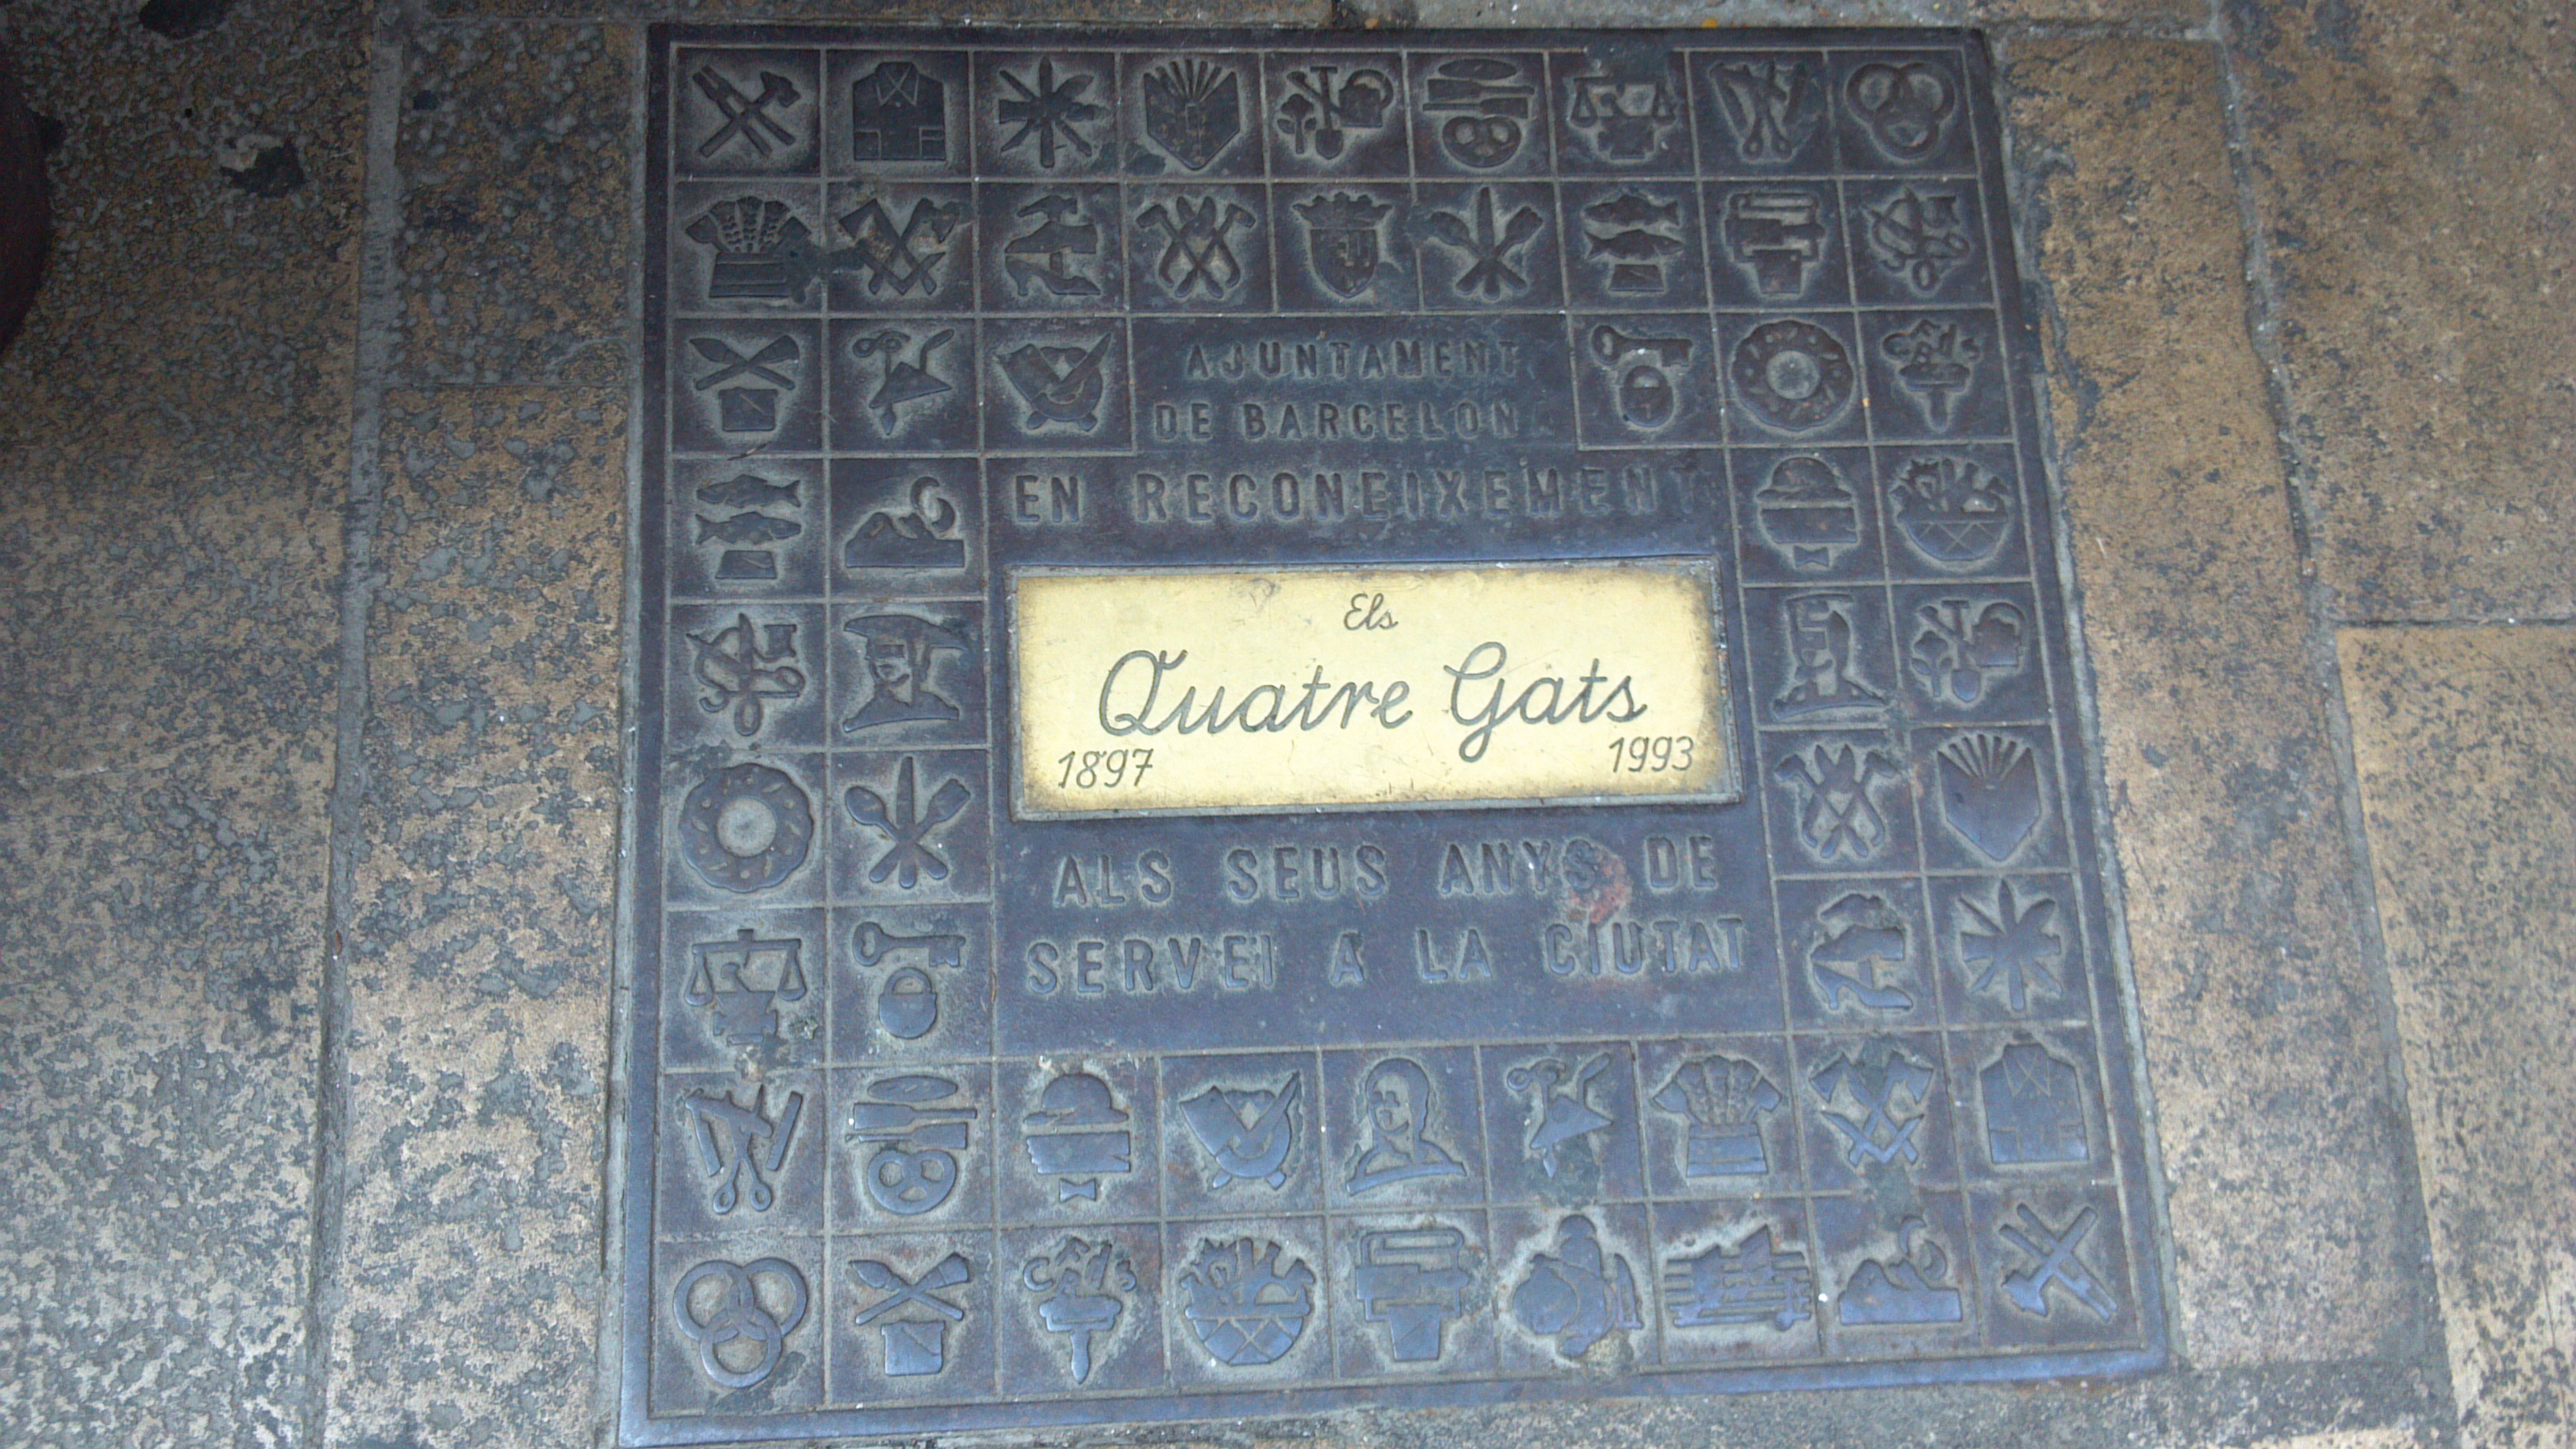 AJUNTAMENT
DE BARCELONA
EN RECONEIXEMENT
Els
Quatre Gats
1897 1993
ALS SEUS ANYS DE
SERVEI A LA CIUTAT